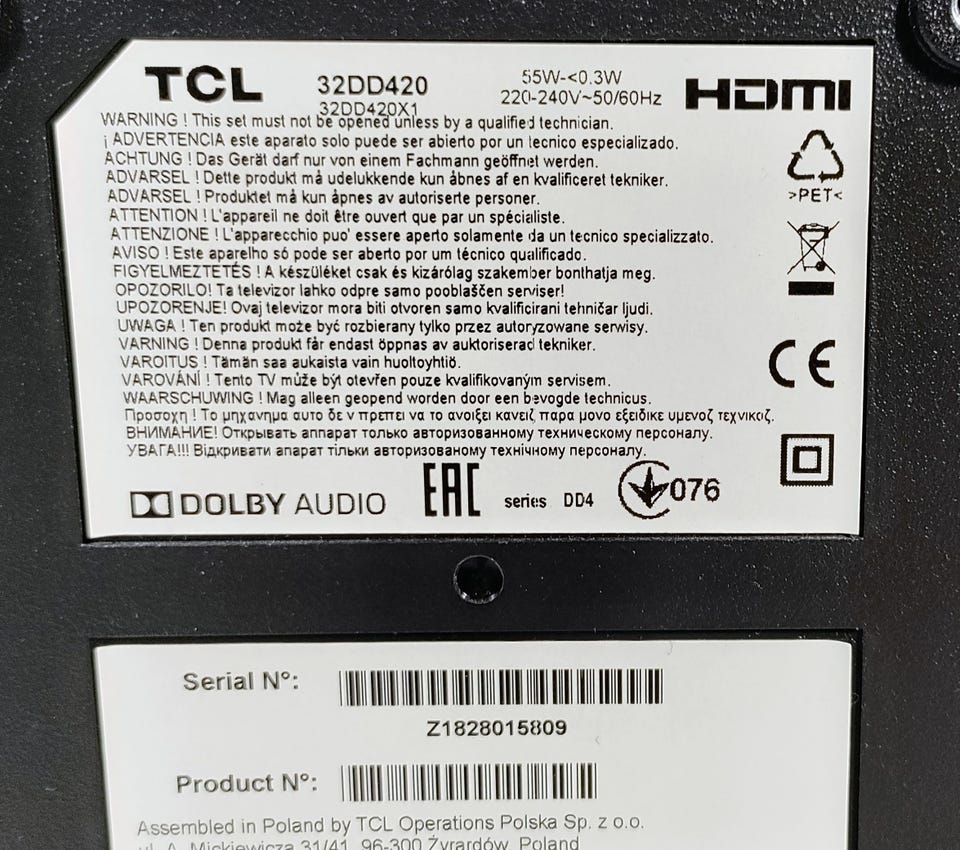 TCL 32DD420 55W-<0.3W HDMI
32DD420X1 220-240V~50/60Hz
WARNING ! This set must not be opened unless by a qualified technician.
¡ ADVERTENCIA este aparato solo puede ser abierto por un tecnico especializado.
ACHTUNG ! Das Gerät darf nur von einem Fachmann geöffnet werden.
ADVARSEL ! Dette produkt må udelukkende kun åbnes af en kvalificeret tekniker.
ADVARSEL ! Produktet må kun åpnes av autoriserte personer.
ATTENTION ! L'appareil ne doit être ouvert que par un spécialiste.
ATTENZIONE ! L'apparecchio puo' essere aperto solamente da un tecnico specializzato.
AVISO ! Este aparelho só pode ser aberto por um técnico qualificado.
FIGYELMEZTETÉS ! A készüléket csak és kizárólag szakember bonthatja meg.
OPOZORILO! Ta televizor lahko odpre samo pooblaščen serviser!
UPOZORENJE! Ovaj televizor mora biti otvoren samo kvalificirani tehničar ljudi.
UWAGA ! Ten produkt może być rozbierany tylko przez autoryzowane serwisy.
VARNING ! Denna produkt får endast öppnas av auktoriserad tekniker.
VAROITUS ! Tämän saa aukaista vain huoltoyhtiö.
VAROVÁNI ! Tento TV může být otevřen pouze kvalifikovaným servisem.
WAARSCHUWING ! Mag alleen geopend worden door een bevogde technicus.
Προσοχη ! Το μηχανημα αυτο δε ν πρεπει να το ανοιξει κανεις παρα μονο εξειδικε υμενος τεχνικος.
ВНИМАНИЕ! Открывать аппарат только авторизованному техническому персоналу.
УВАГА!!! Відкривати апарат тільки авторизованому технічному персоналу.
>PET<
CE
DOLBY AUDIO EAC series DD4 076
Serial N°:
Z1828015809
Product N°:
Assembled in Poland by TCL Operations Polska Sp. z o.o.
ul. A. Mickiewicza 31/41, 96-300 Żyrardów, Poland